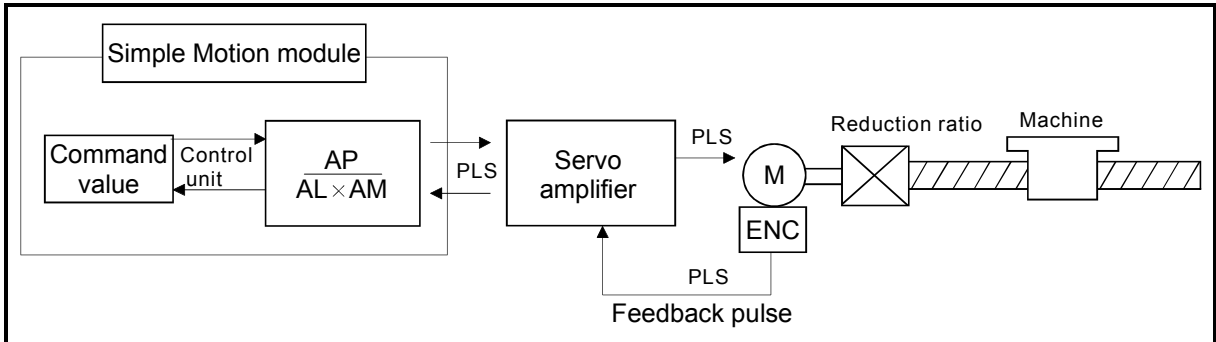 Simple Motion module
Command
value
Control
unit
AP
AL × AM
PLS
Servo
amplifier
PLS
M
ENC
Reduction ratio
Machine
PLS
Feedback pulse